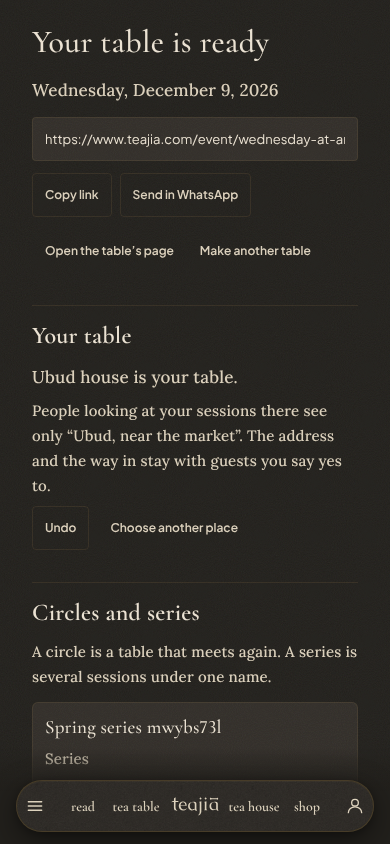 Your table is ready
Wednesday, December 9, 2026
https://www.teajia.com/event/wednesday-at-a
Copy link
Send in WhatsApp
Open the table’s page
Make another table
Your table
Ubud house is your table.
People looking at your sessions there see
only “Ubud, near the market”. The address
and the way in stay with guests you say yes
to.
Undo
Choose another place
Circles and series
A circle is a table that meets again. A series is
several sessions under one name.
Spring series mwybs73l
Series
read
tea table
teajia
tea house
shop